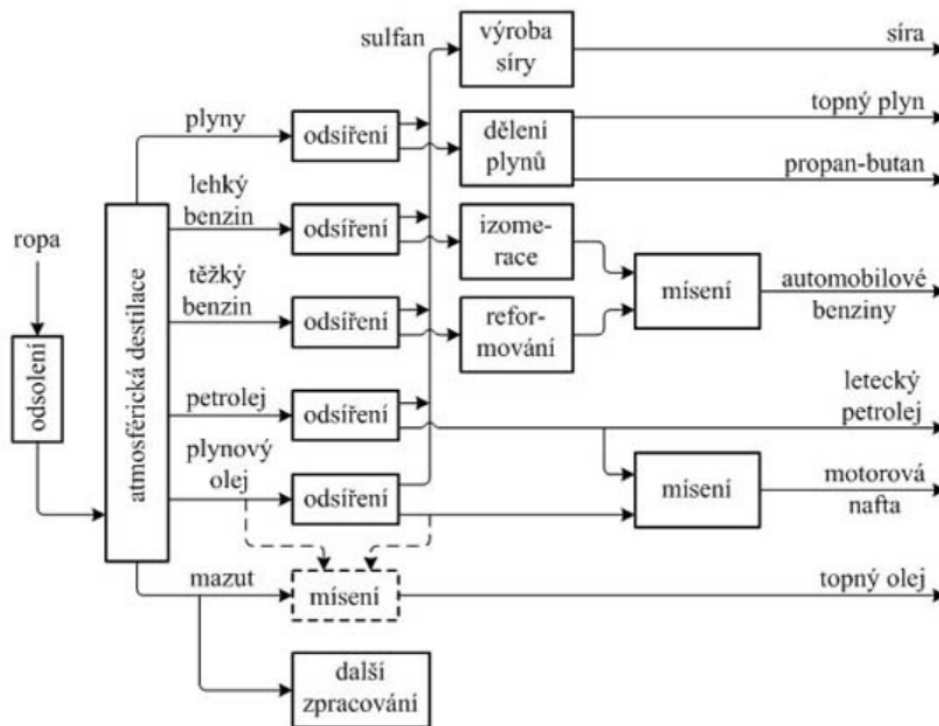 sulfan
výroba
síry
síra
plyny
odsíření
dělení
plynů
topný plyn
propan-butan
lehký
benzin
odsíření
izome-
race
ropa
těžký
benzin
odsíření
refor-
mování
mísení
automobilové
benziny
odsolení
atmosférická destilace
petrolej
odsíření
letecký
petrolej
plynový
olej
odsíření
mísení
motorová
nafta
mazut
mísení
topný olej
další
zpracování